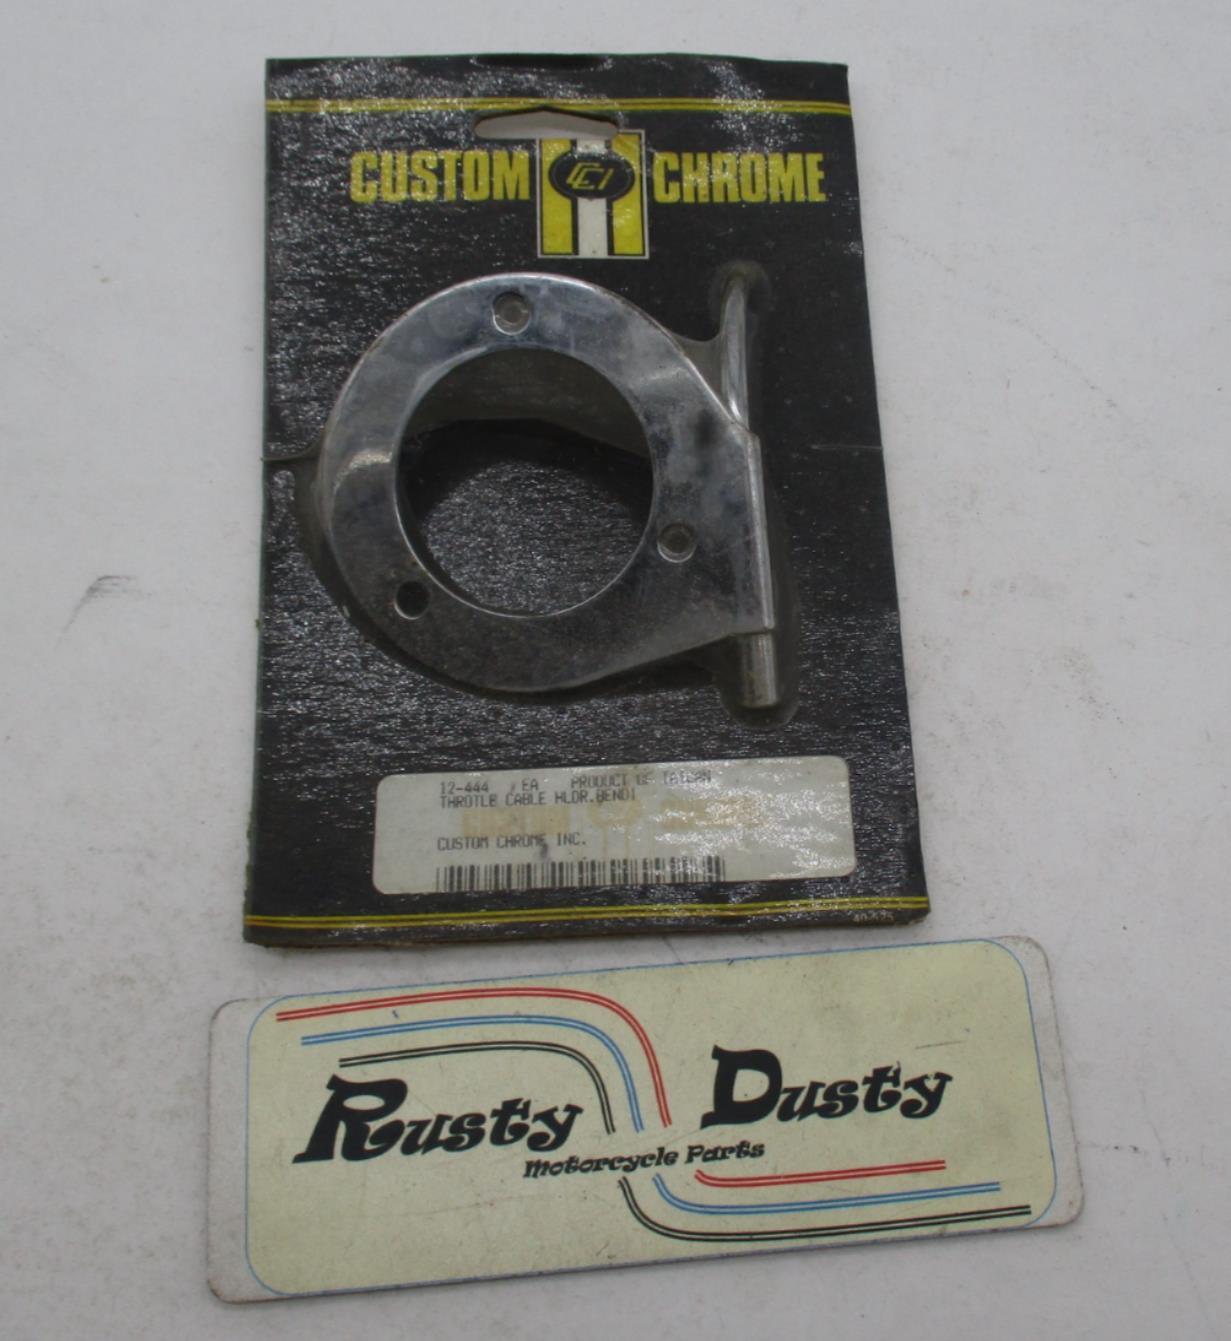 CUSTOM CCI CHROME
12-444 / EA PRODUCT OF TAIWAN
THROTLE CABLE HLDR.BENDI
CUSTOM CHROME INC.
Rusty Dusty
Motorcycle Parts